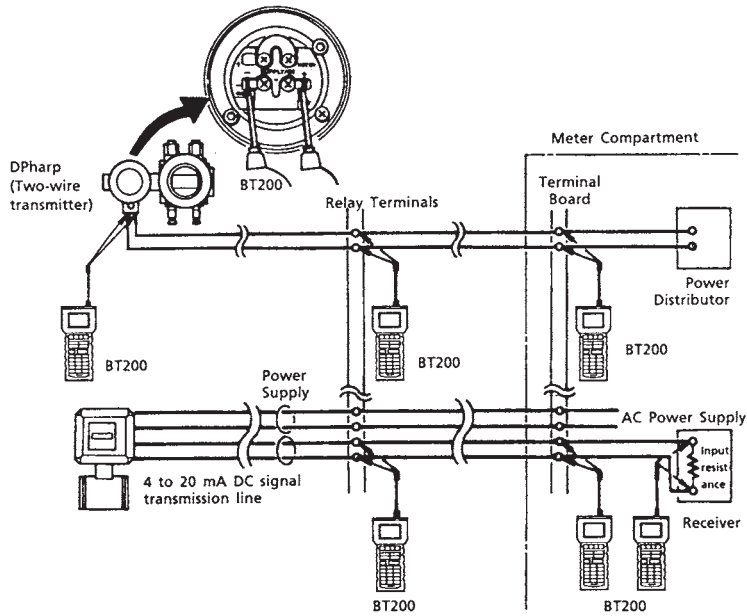 Meter Compartment
DPharp
(Two-wire
transmitter)
BT200
Relay Terminals
Terminal
Board
Power
Distributor
BT200
BT200
BT200
Power
Supply
AC Power Supply
Input
resist
ance
4 to 20 mA DC signal
transmission line
Receiver
BT200
BT200